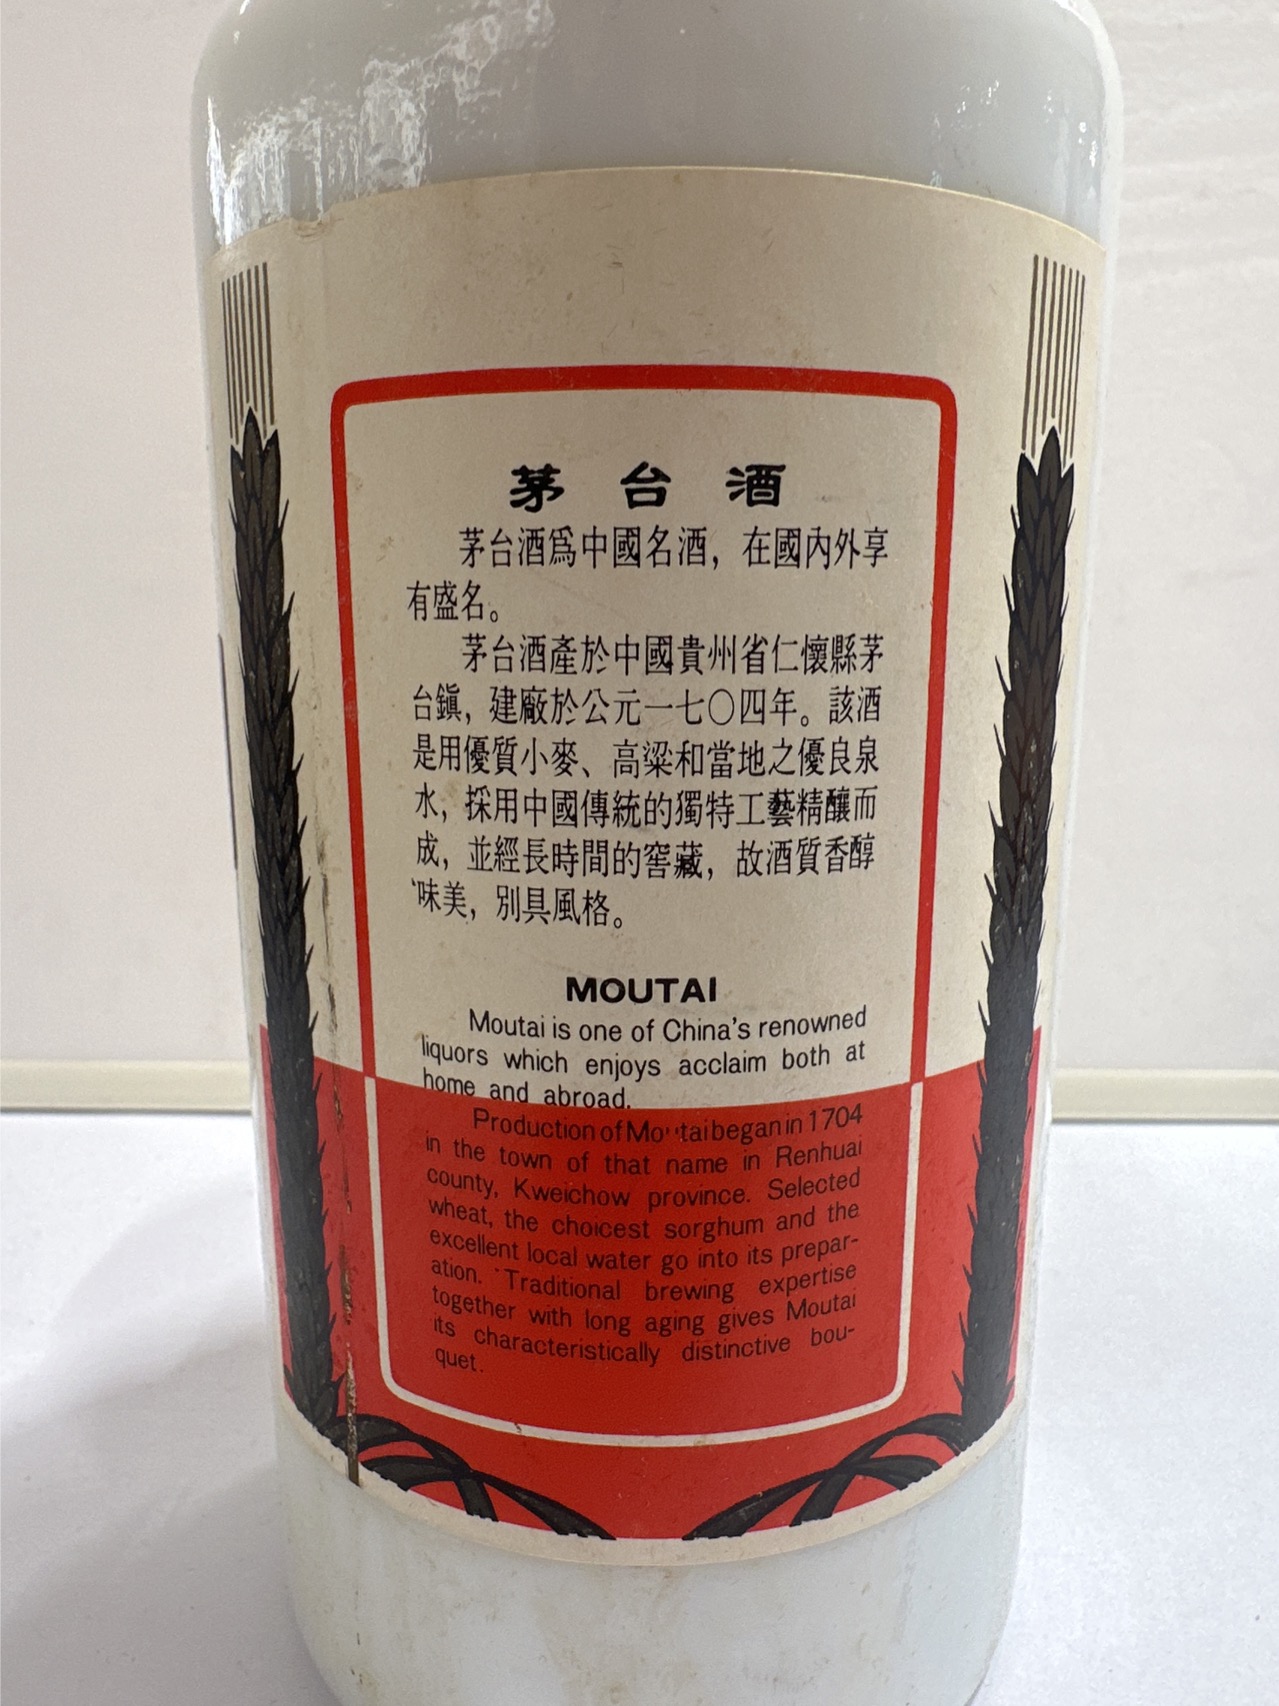 茅台酒
茅台酒爲中國名酒，在國內外享
有盛名。
茅台酒產於中國貴州省仁懷縣茅
台鎭，建廠於公元一七〇四年。該酒
是用優質小麥、高粱和當地之優良泉
水，採用中國傳統的獨特工藝精釀而
成，並經長時間的窖藏，故酒質香醇
味美，別具風格。
MOUTAI
Moutai is one of China's renowned
liquors which enjoys acclaim both at
home and abroad.
Production of Moutai began in 1704
in the town of that name in Renhuai
county, Kweichow province. Selected
wheat, the choicest sorghum and the
excellent local water go into its prepar-
ation. Traditional brewing expertise
together with long aging gives Moutai
its characteristically distinctive bou-
quet.